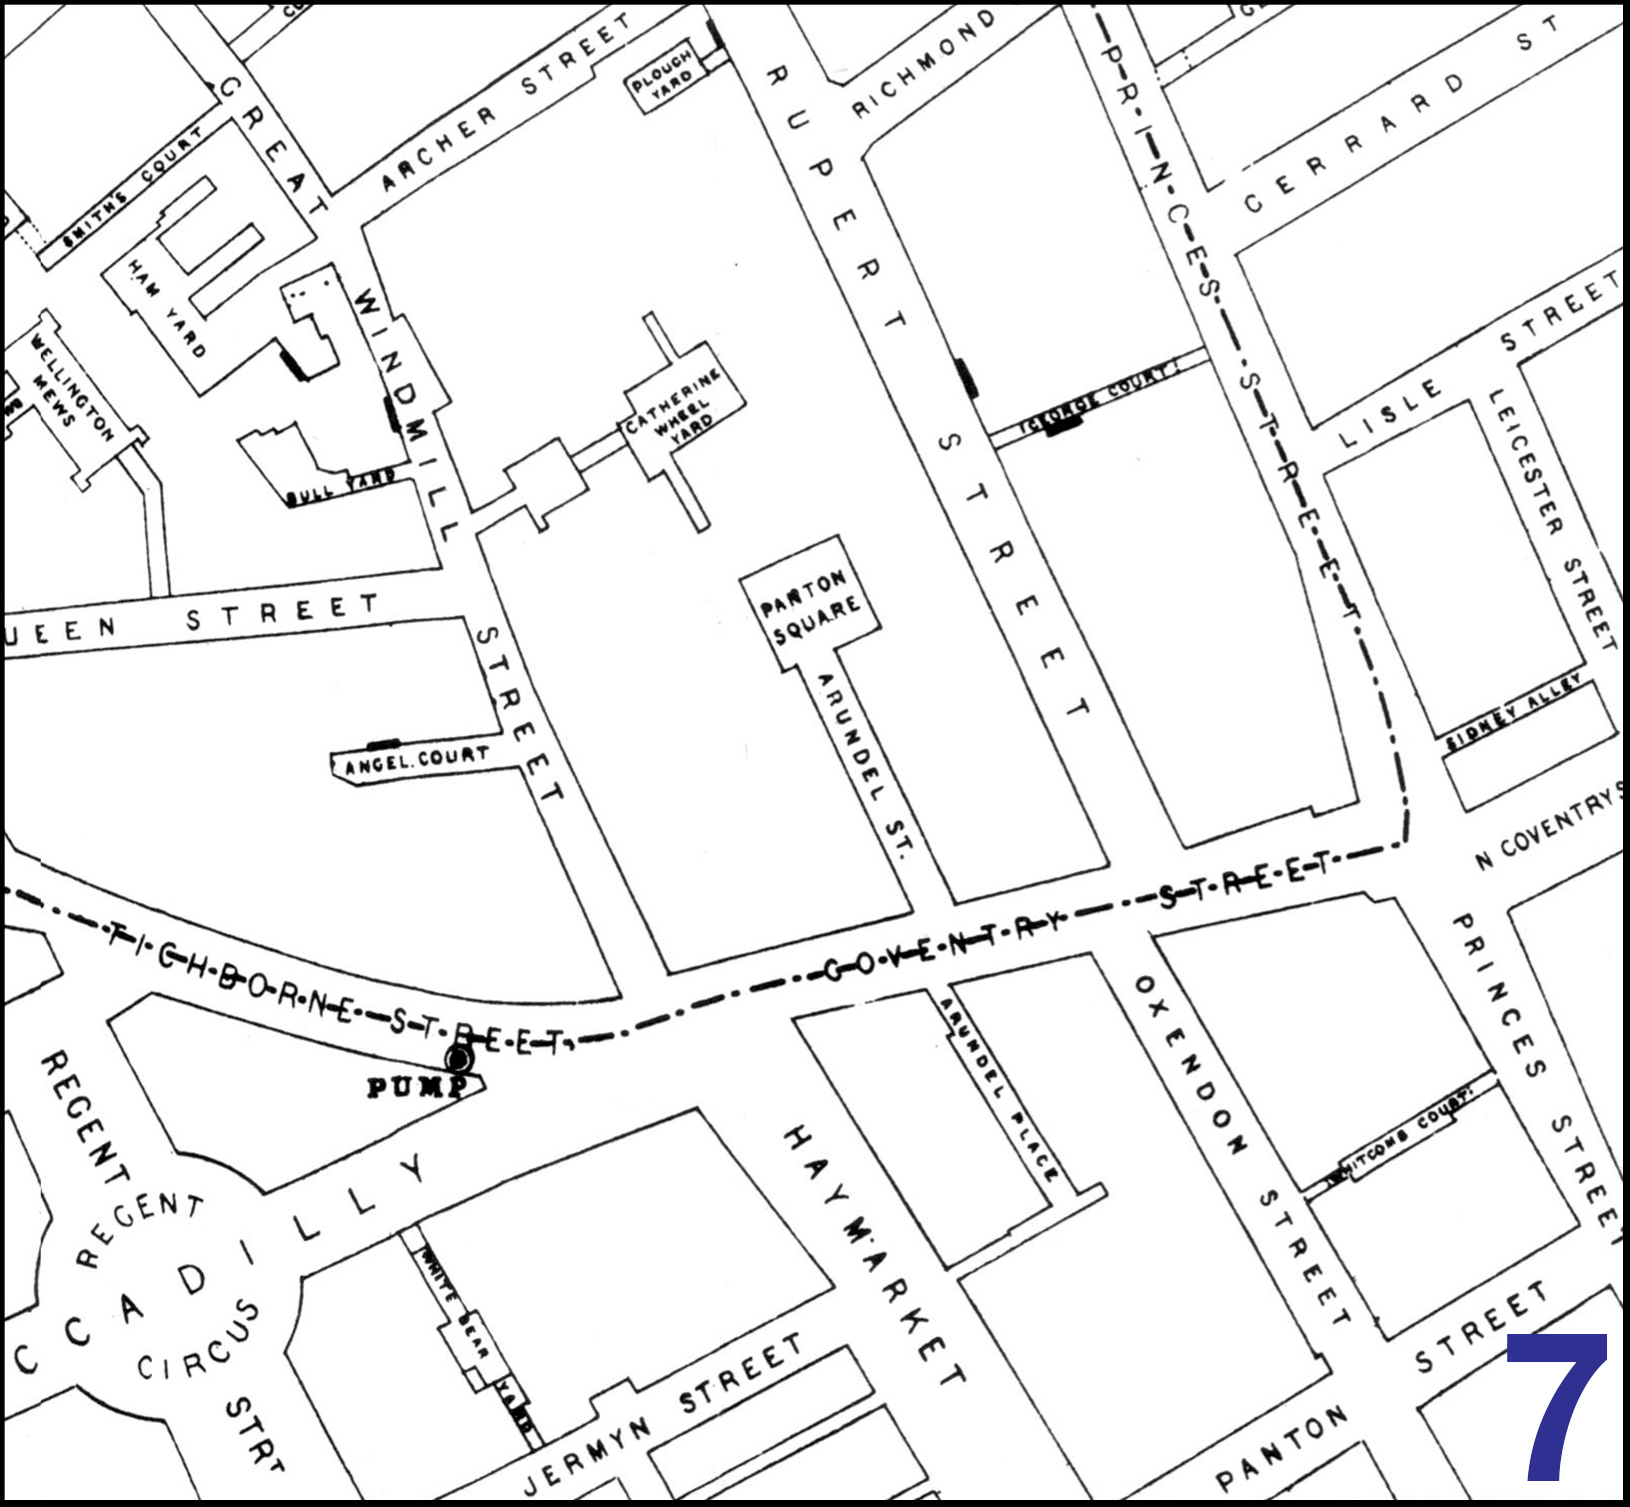 GREAT
WINDMILL
STREET
ARCHER STREET
PLOUGH
YARD
RUPERT STREET
RICHMOND
PRINCES STREET
GERRARD ST
SMITHS COURT
HAM YARD
WELLINGTON
MEWS
BULL YARD
CATHERINE
WHEEL
YARD
GEORGE COURT
LISLE STREET
LEICESTER STREET
UEEN STREET
PANTON
SQUARE
ARUNDEL ST.
ANGEL COURT
SIDNEY ALLEY
N COVENTRY S
TICHBORNE STREET
COVENTRY STREET
PUMP
REGENT
REGENT
CIRCUS
CCADILLY
STRT
WHITE BEAR
YARD
HAYMARKET
ARUNDEL PLACE
OXENDON STREET
PRINCES STREET
WHITCOMB COURT
JERMYN STREET
PANTON STREET
7